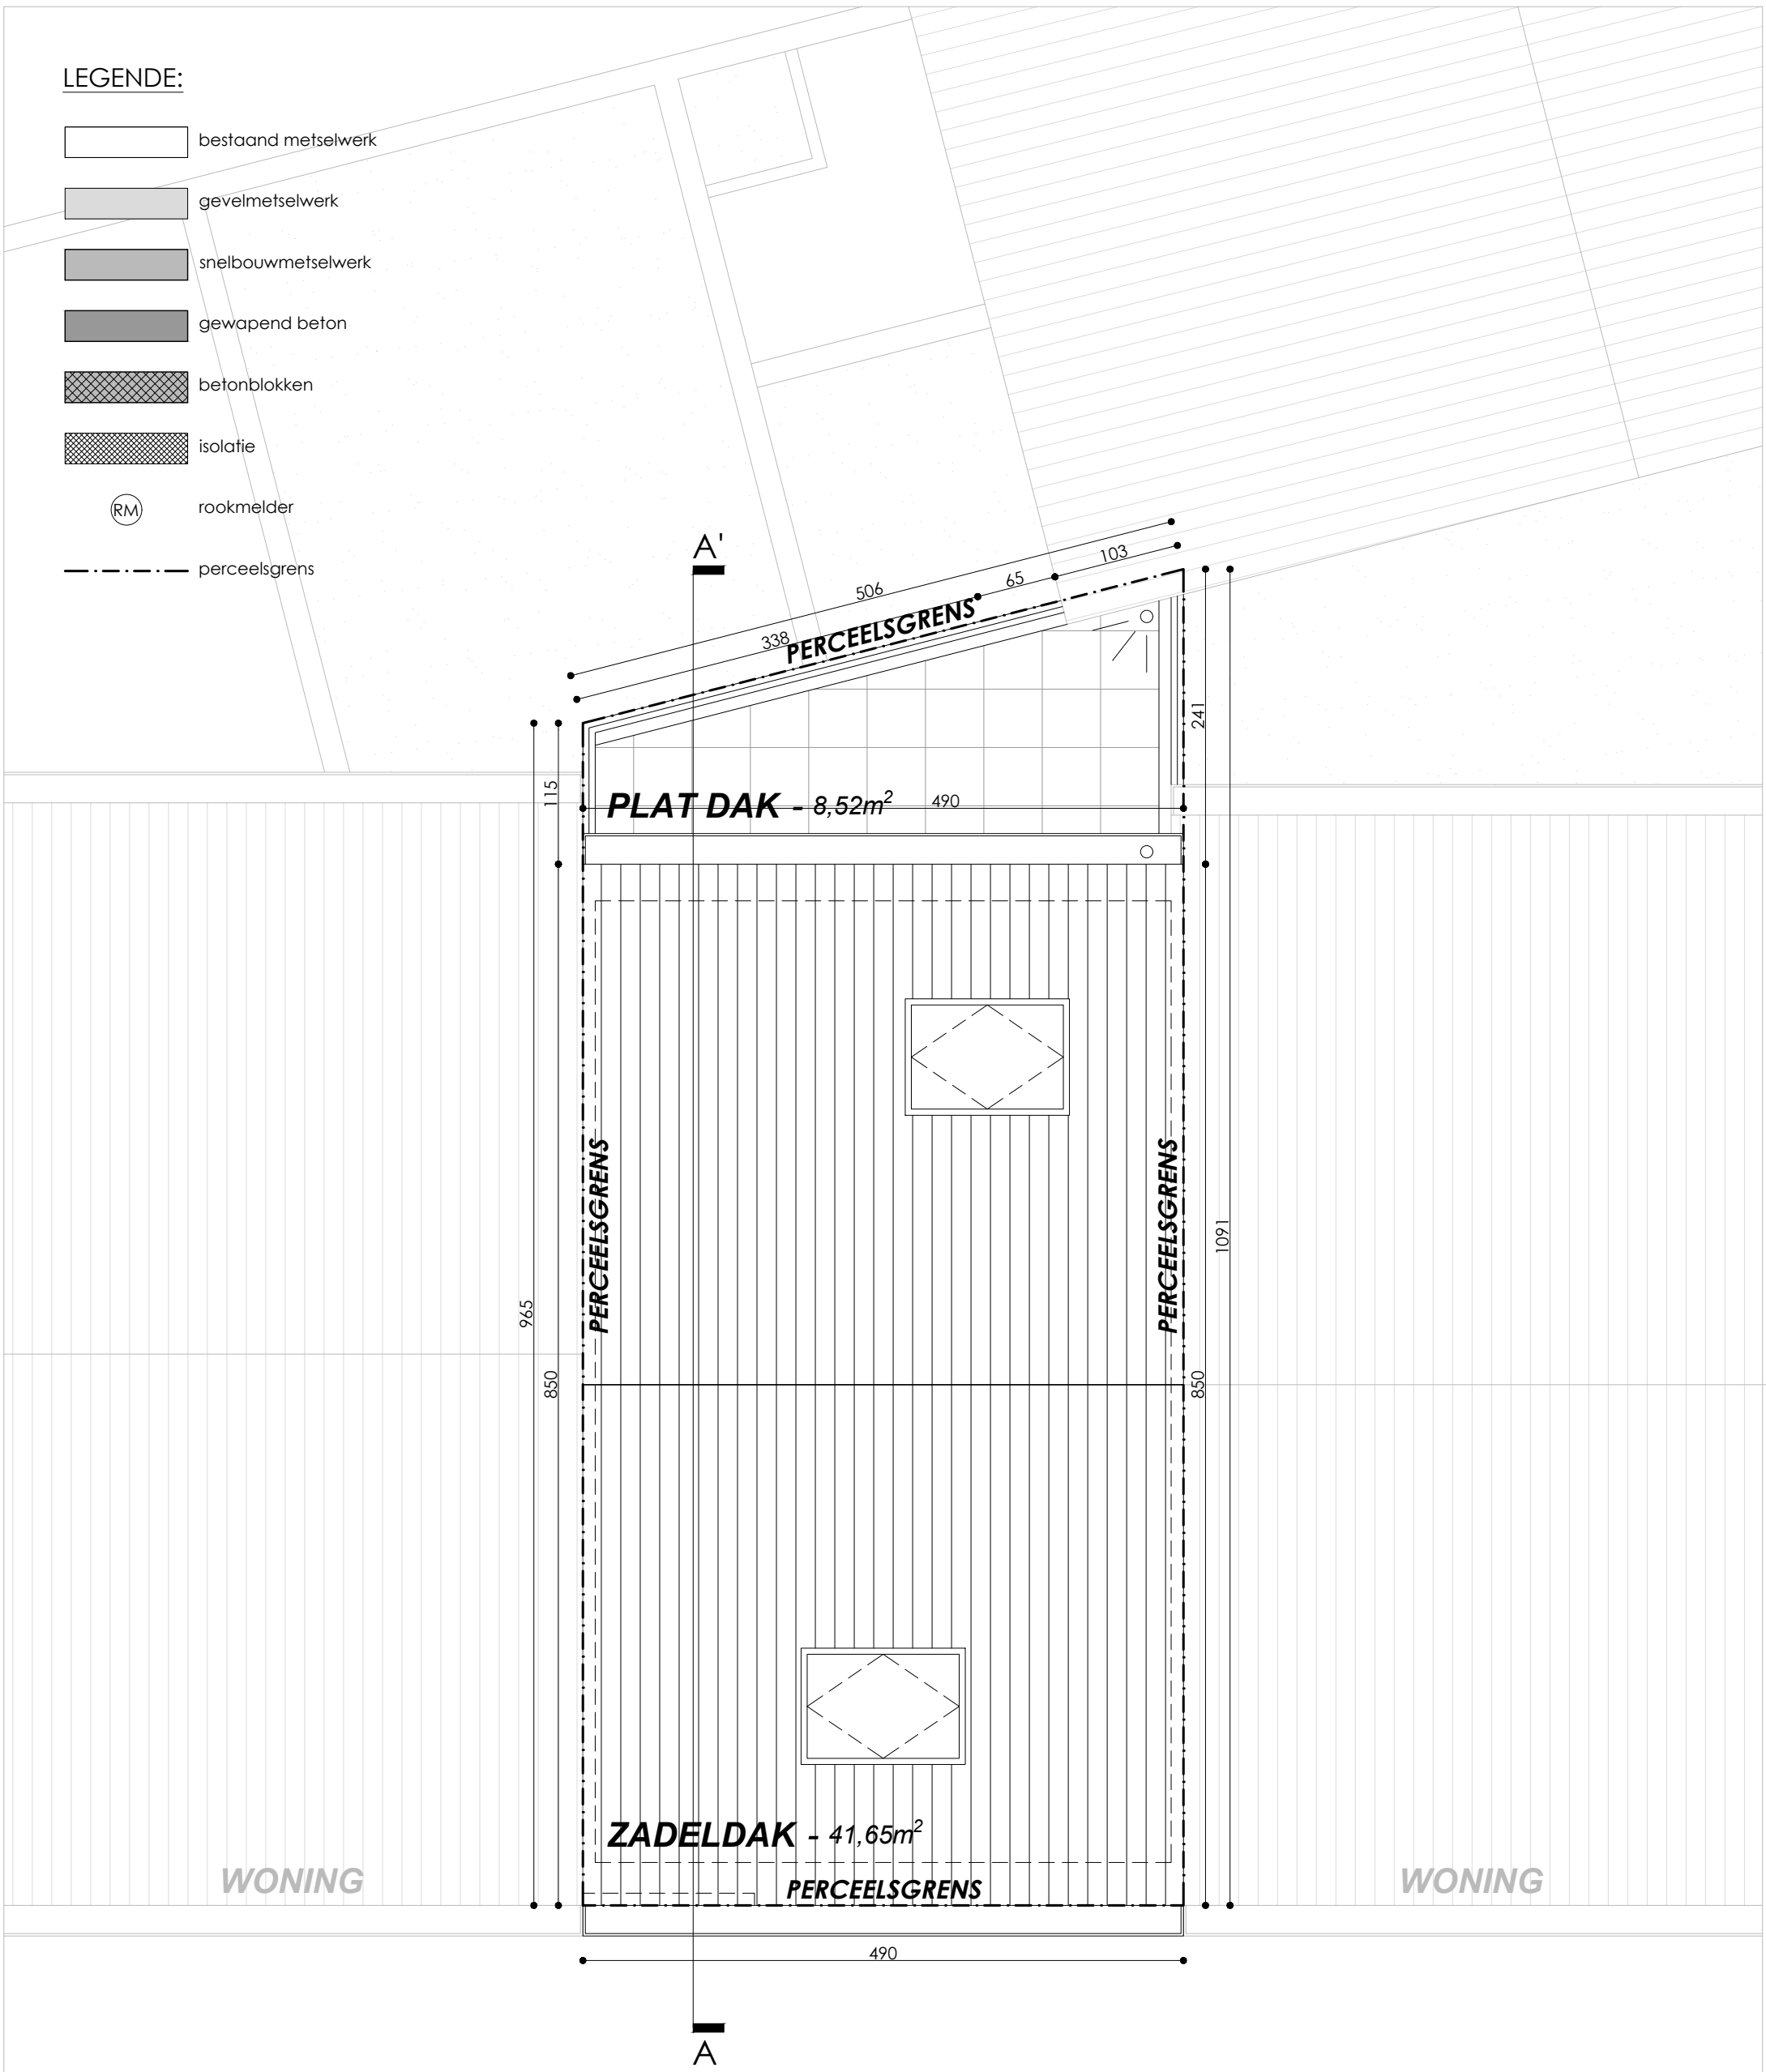 LEGENDE:
bestaand metselwerk
gevelmetselwerk
snelbouwmetselwerk
gewapend beton
betonblokken
isolatie
RM rookmelder
perceelsgrens
A'
506
103
65
338
PERCEELSGRENS
241
115
PLAT DAK - 8,52m²
490
PERCEELSGRENS
PERCEELSGRENS
1091
965
850
850
ZADELDAK - 41,65m²
PERCEELSGRENS
WONING
WONING
490
A